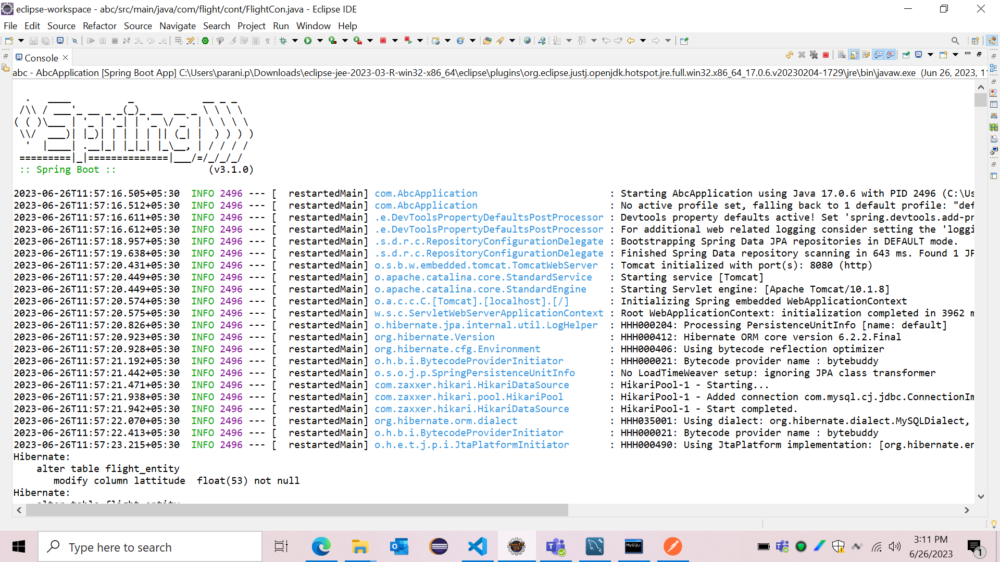 eclipse-workspace - abc/src/main/java/com/flight/cont/FlightCon.java - Eclipse IDE
File Edit Source Refactor Source Navigate Search Project Run Window Help
Console
abc - AbcApplication [Spring Boot App] C:\Users\parani.p\Downloads\eclipse-jee-2023-03-R-win32-x86_64\eclipse\plugins\org.eclipse.justj.openjdk.hotspot.jre.full.win32.x86_64_17.0.6.v20230204-1729\jre\bin\javaw.exe (Jun 26, 2023, 1
  .   ____          _            __ _ _
 /\\ / ___'_ __ _ _(_)_ __  __ _ \ \ \ \
( ( )\___ | '_ | '_| | '_ \/ _` | \ \ \ \
 \\/  ___)| |_)| | | | | || (_| |  ) ) ) )
  '  |____| .__|_| |_|_| |_\__, | / / / /
 =========|_|==============|___/=/_/_/_/
 :: Spring Boot ::                (v3.1.0)
2023-06-26T11:57:16.505+05:30  INFO 2496 --- [  restartedMain] com.AbcApplication                       : Starting AbcApplication using Java 17.0.6 with PID 2496 (C:\Us
2023-06-26T11:57:16.512+05:30  INFO 2496 --- [  restartedMain] com.AbcApplication                       : No active profile set, falling back to 1 default profile: "def
2023-06-26T11:57:16.611+05:30  INFO 2496 --- [  restartedMain] .e.DevToolsPropertyDefaultsPostProcessor : Devtools property defaults active! Set 'spring.devtools.add-pr
2023-06-26T11:57:16.612+05:30  INFO 2496 --- [  restartedMain] .e.DevToolsPropertyDefaultsPostProcessor : For additional web related logging consider setting the 'loggi
2023-06-26T11:57:18.957+05:30  INFO 2496 --- [  restartedMain] .s.d.r.c.RepositoryConfigurationDelegate : Bootstrapping Spring Data JPA repositories in DEFAULT mode.
2023-06-26T11:57:19.638+05:30  INFO 2496 --- [  restartedMain] .s.d.r.c.RepositoryConfigurationDelegate : Finished Spring Data repository scanning in 643 ms. Found 1 JP
2023-06-26T11:57:20.431+05:30  INFO 2496 --- [  restartedMain] o.s.b.w.embedded.tomcat.TomcatWebServer  : Tomcat initialized with port(s): 8080 (http)
2023-06-26T11:57:20.449+05:30  INFO 2496 --- [  restartedMain] o.apache.catalina.core.StandardService   : Starting service [Tomcat]
2023-06-26T11:57:20.449+05:30  INFO 2496 --- [  restartedMain] o.apache.catalina.core.StandardEngine    : Starting Servlet engine: [Apache Tomcat/10.1.8]
2023-06-26T11:57:20.574+05:30  INFO 2496 --- [  restartedMain] o.a.c.c.C.[Tomcat].[localhost].[/]       : Initializing Spring embedded WebApplicationContext
2023-06-26T11:57:20.575+05:30  INFO 2496 --- [  restartedMain] w.s.c.ServletWebServerApplicationContext : Root WebApplicationContext: initialization completed in 3962 m
2023-06-26T11:57:20.826+05:30  INFO 2496 --- [  restartedMain] o.hibernate.jpa.internal.util.LogHelper  : HHH000204: Processing PersistenceUnitInfo [name: default]
2023-06-26T11:57:20.923+05:30  INFO 2496 --- [  restartedMain] org.hibernate.Version                    : HHH000412: Hibernate ORM core version 6.2.2.Final
2023-06-26T11:57:20.928+05:30  INFO 2496 --- [  restartedMain] org.hibernate.cfg.Environment            : HHH000406: Using bytecode reflection optimizer
2023-06-26T11:57:21.192+05:30  INFO 2496 --- [  restartedMain] o.h.b.i.BytecodeProviderInitiator        : HHH000021: Bytecode provider name : bytebuddy
2023-06-26T11:57:21.442+05:30  INFO 2496 --- [  restartedMain] o.s.o.j.p.SpringPersistenceUnitInfo      : No LoadTimeWeaver setup: ignoring JPA class transformer
2023-06-26T11:57:21.471+05:30  INFO 2496 --- [  restartedMain] com.zaxxer.hikari.HikariDataSource       : HikariPool-1 - Starting...
2023-06-26T11:57:21.938+05:30  INFO 2496 --- [  restartedMain] com.zaxxer.hikari.pool.HikariPool        : HikariPool-1 - Added connection com.mysql.cj.jdbc.ConnectionIm
2023-06-26T11:57:21.942+05:30  INFO 2496 --- [  restartedMain] com.zaxxer.hikari.HikariDataSource       : HikariPool-1 - Start completed.
2023-06-26T11:57:22.070+05:30  INFO 2496 --- [  restartedMain] org.hibernate.orm.dialect                : HHH035001: Using dialect: org.hibernate.dialect.MySQLDialect,
2023-06-26T11:57:22.413+05:30  INFO 2496 --- [  restartedMain] o.h.b.i.BytecodeProviderInitiator        : HHH000021: Bytecode provider name : bytebuddy
2023-06-26T11:57:23.215+05:30  INFO 2496 --- [  restartedMain] o.h.e.t.j.p.i.JtaPlatformInitiator       : HHH000490: Using JtaPlatform implementation: [org.hibernate.en
Hibernate:
    alter table flight_entity
       modify column lattitude  float(53) not null
Hibernate:
    alter table flight_entity
Type here to search
3:11 PM
6/26/2023
1